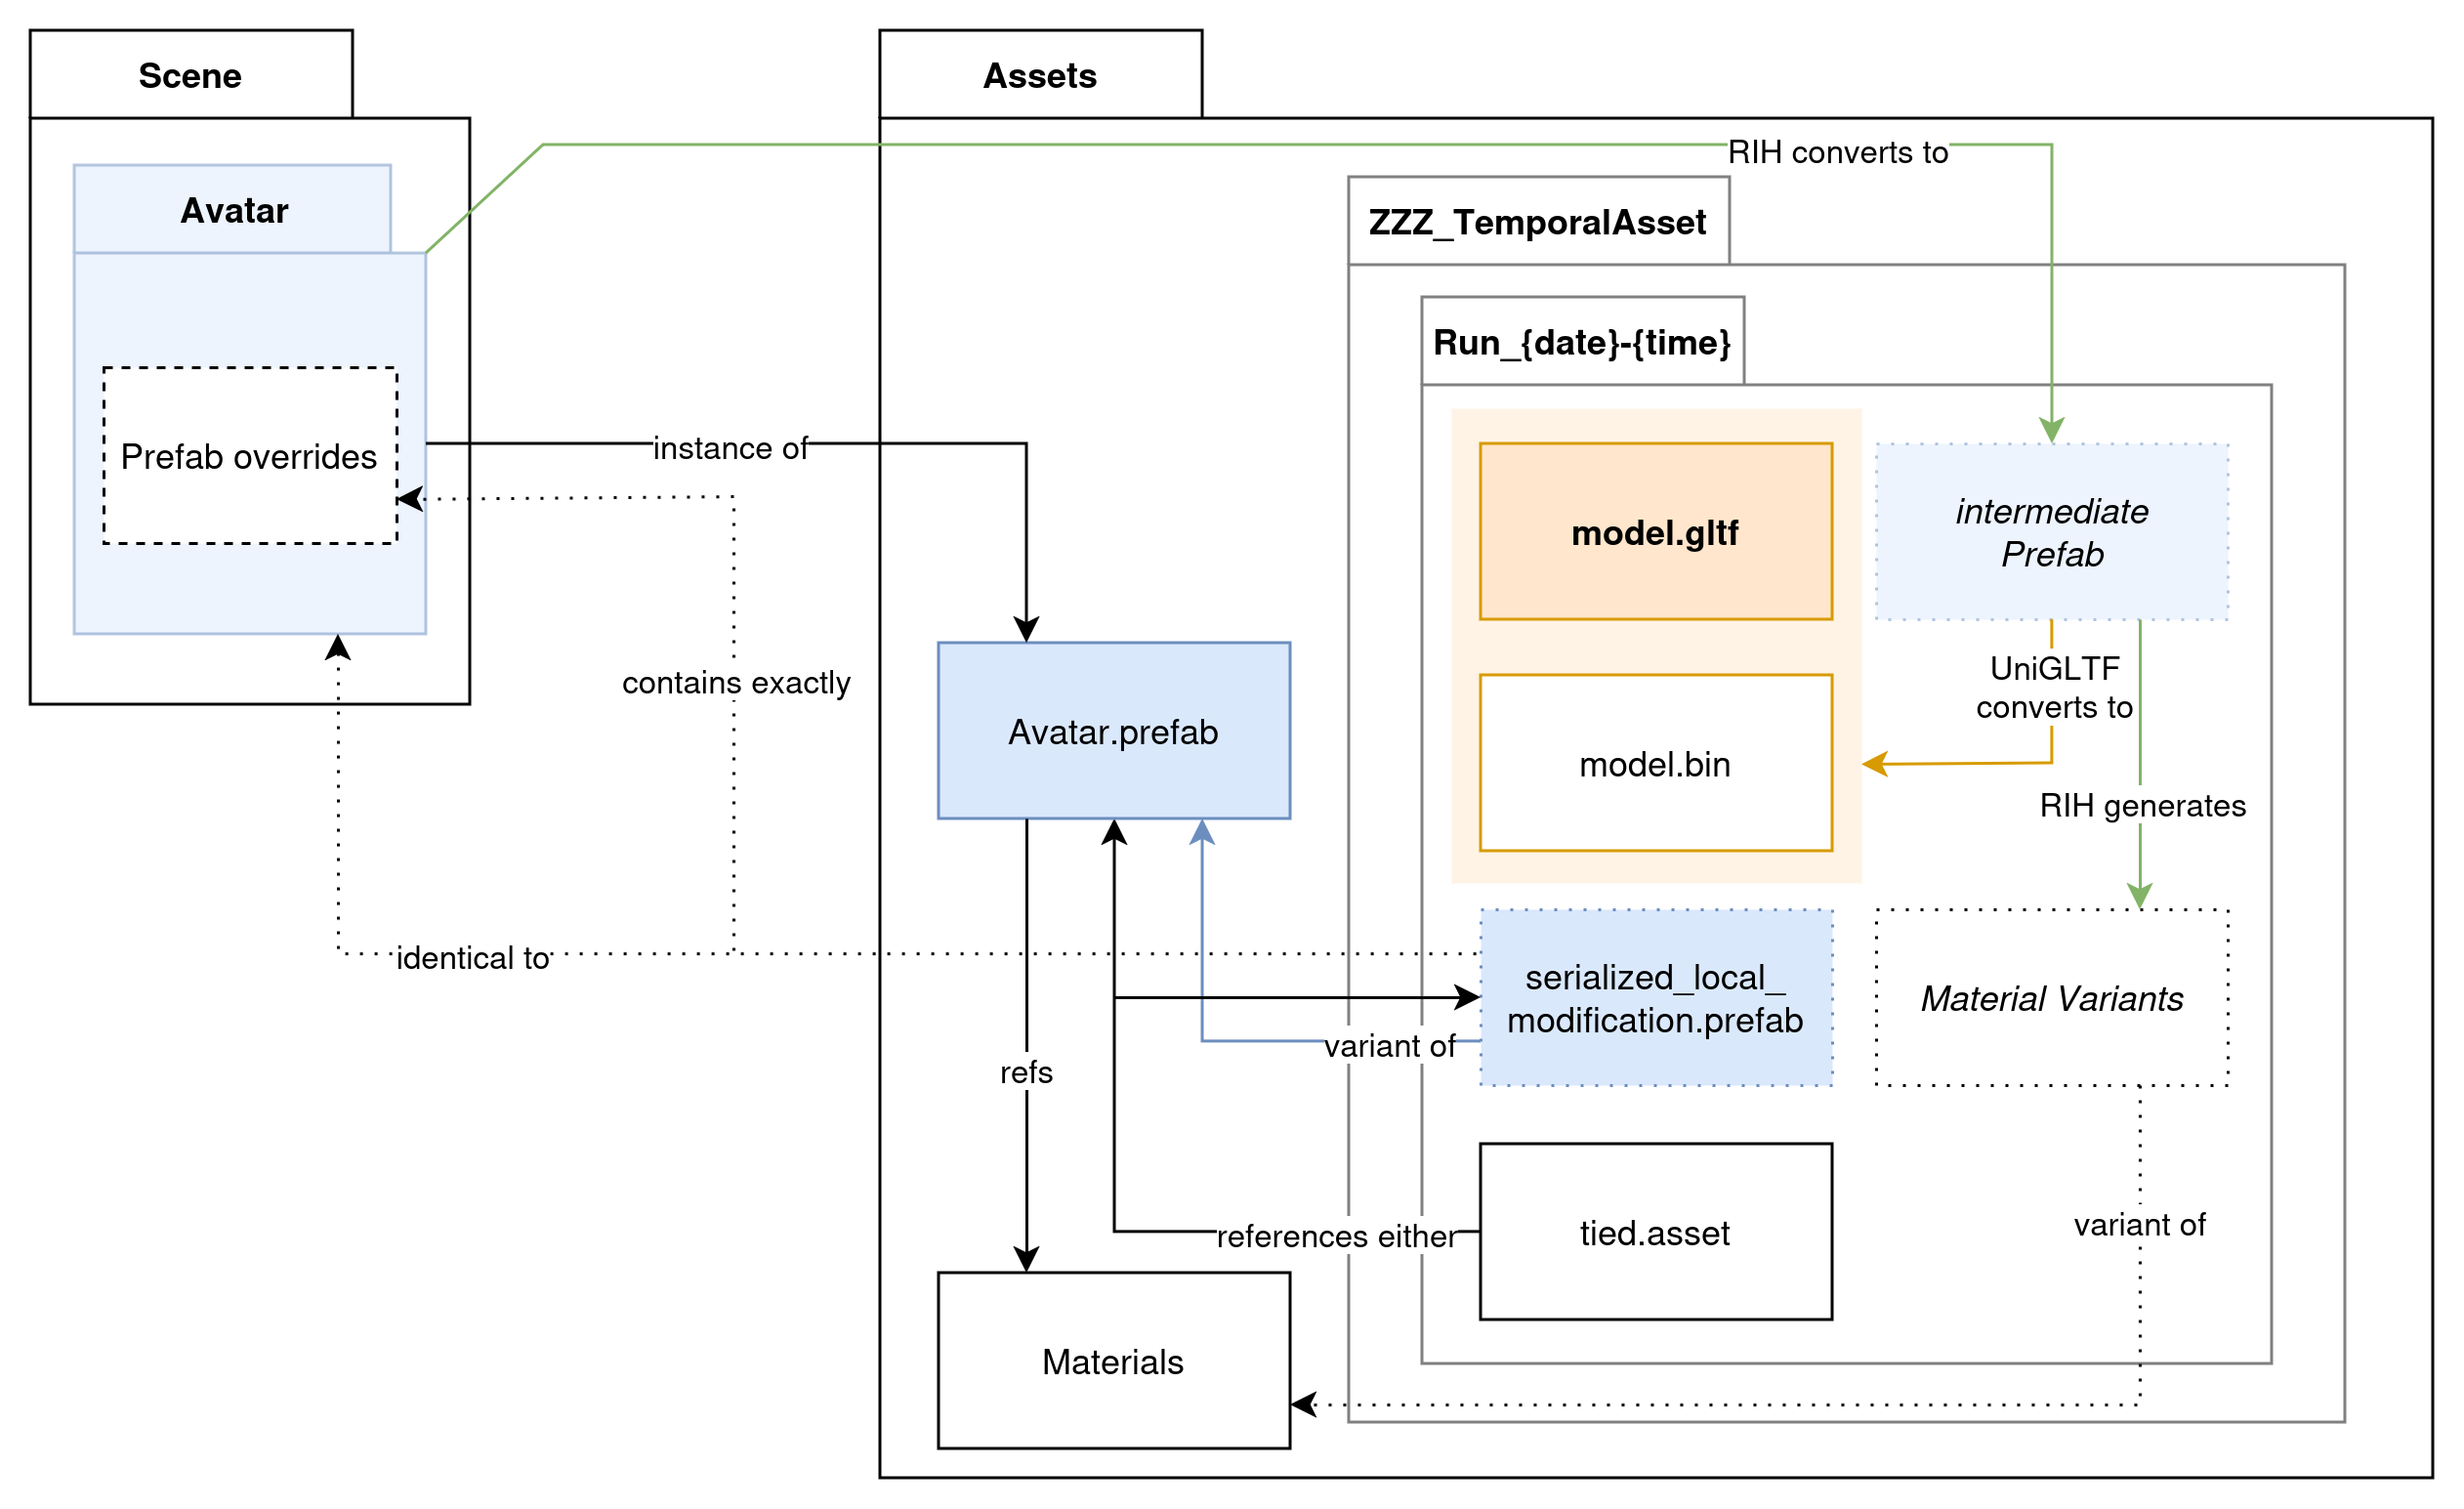 Scene
Assets
RIH converts to
Avatar
ZZZ_TemporalAsset
Run_{date}-{time}
Prefab overrides
instance of
model.gltf
intermediate
Prefab
contains exactly
UniGLTF
converts to
Avatar.prefab
model.bin
RIH generates
identical to
serialized_local_
modification.prefab
Material Variants
variant of
refs
references either
tied.asset
variant of
Materials